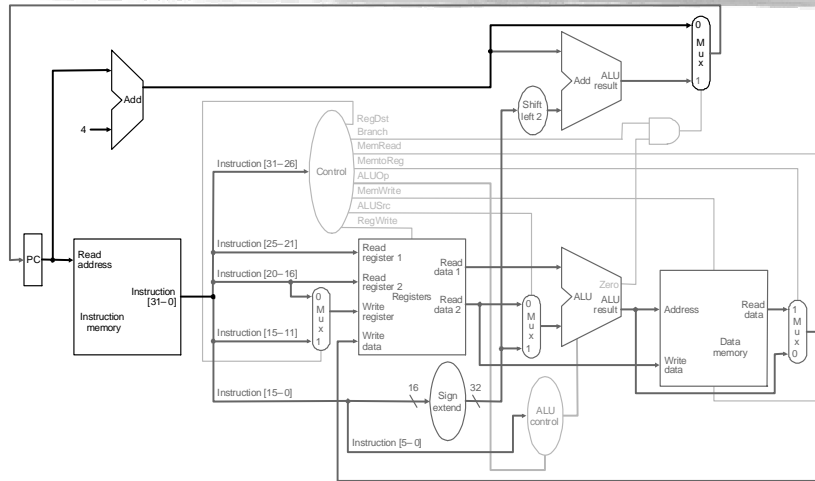 0
M
u
x
1
Add
4
Add
ALU
result
Shift
left 2
RegDst
Branch
MemRead
MemtoReg
ALUOp
MemWrite
ALUSrc
RegWrite
Control
Instruction [31–26]
Instruction [25–21]
Instruction [20–16]
Instruction [15–11]
Instruction [15–0]
Instruction [5–0]
PC
Read
address
Instruction
[31–0]
Instruction
memory
0
M
u
x
1
Read
register 1
Read
register 2
Write
register
Write
data
Registers
Read
data 1
Read
data 2
0
M
u
x
1
Zero
ALU
ALU
result
Address
Write
data
Read
data
Data
memory
1
M
u
x
0
16
Sign
extend
32
ALU
control